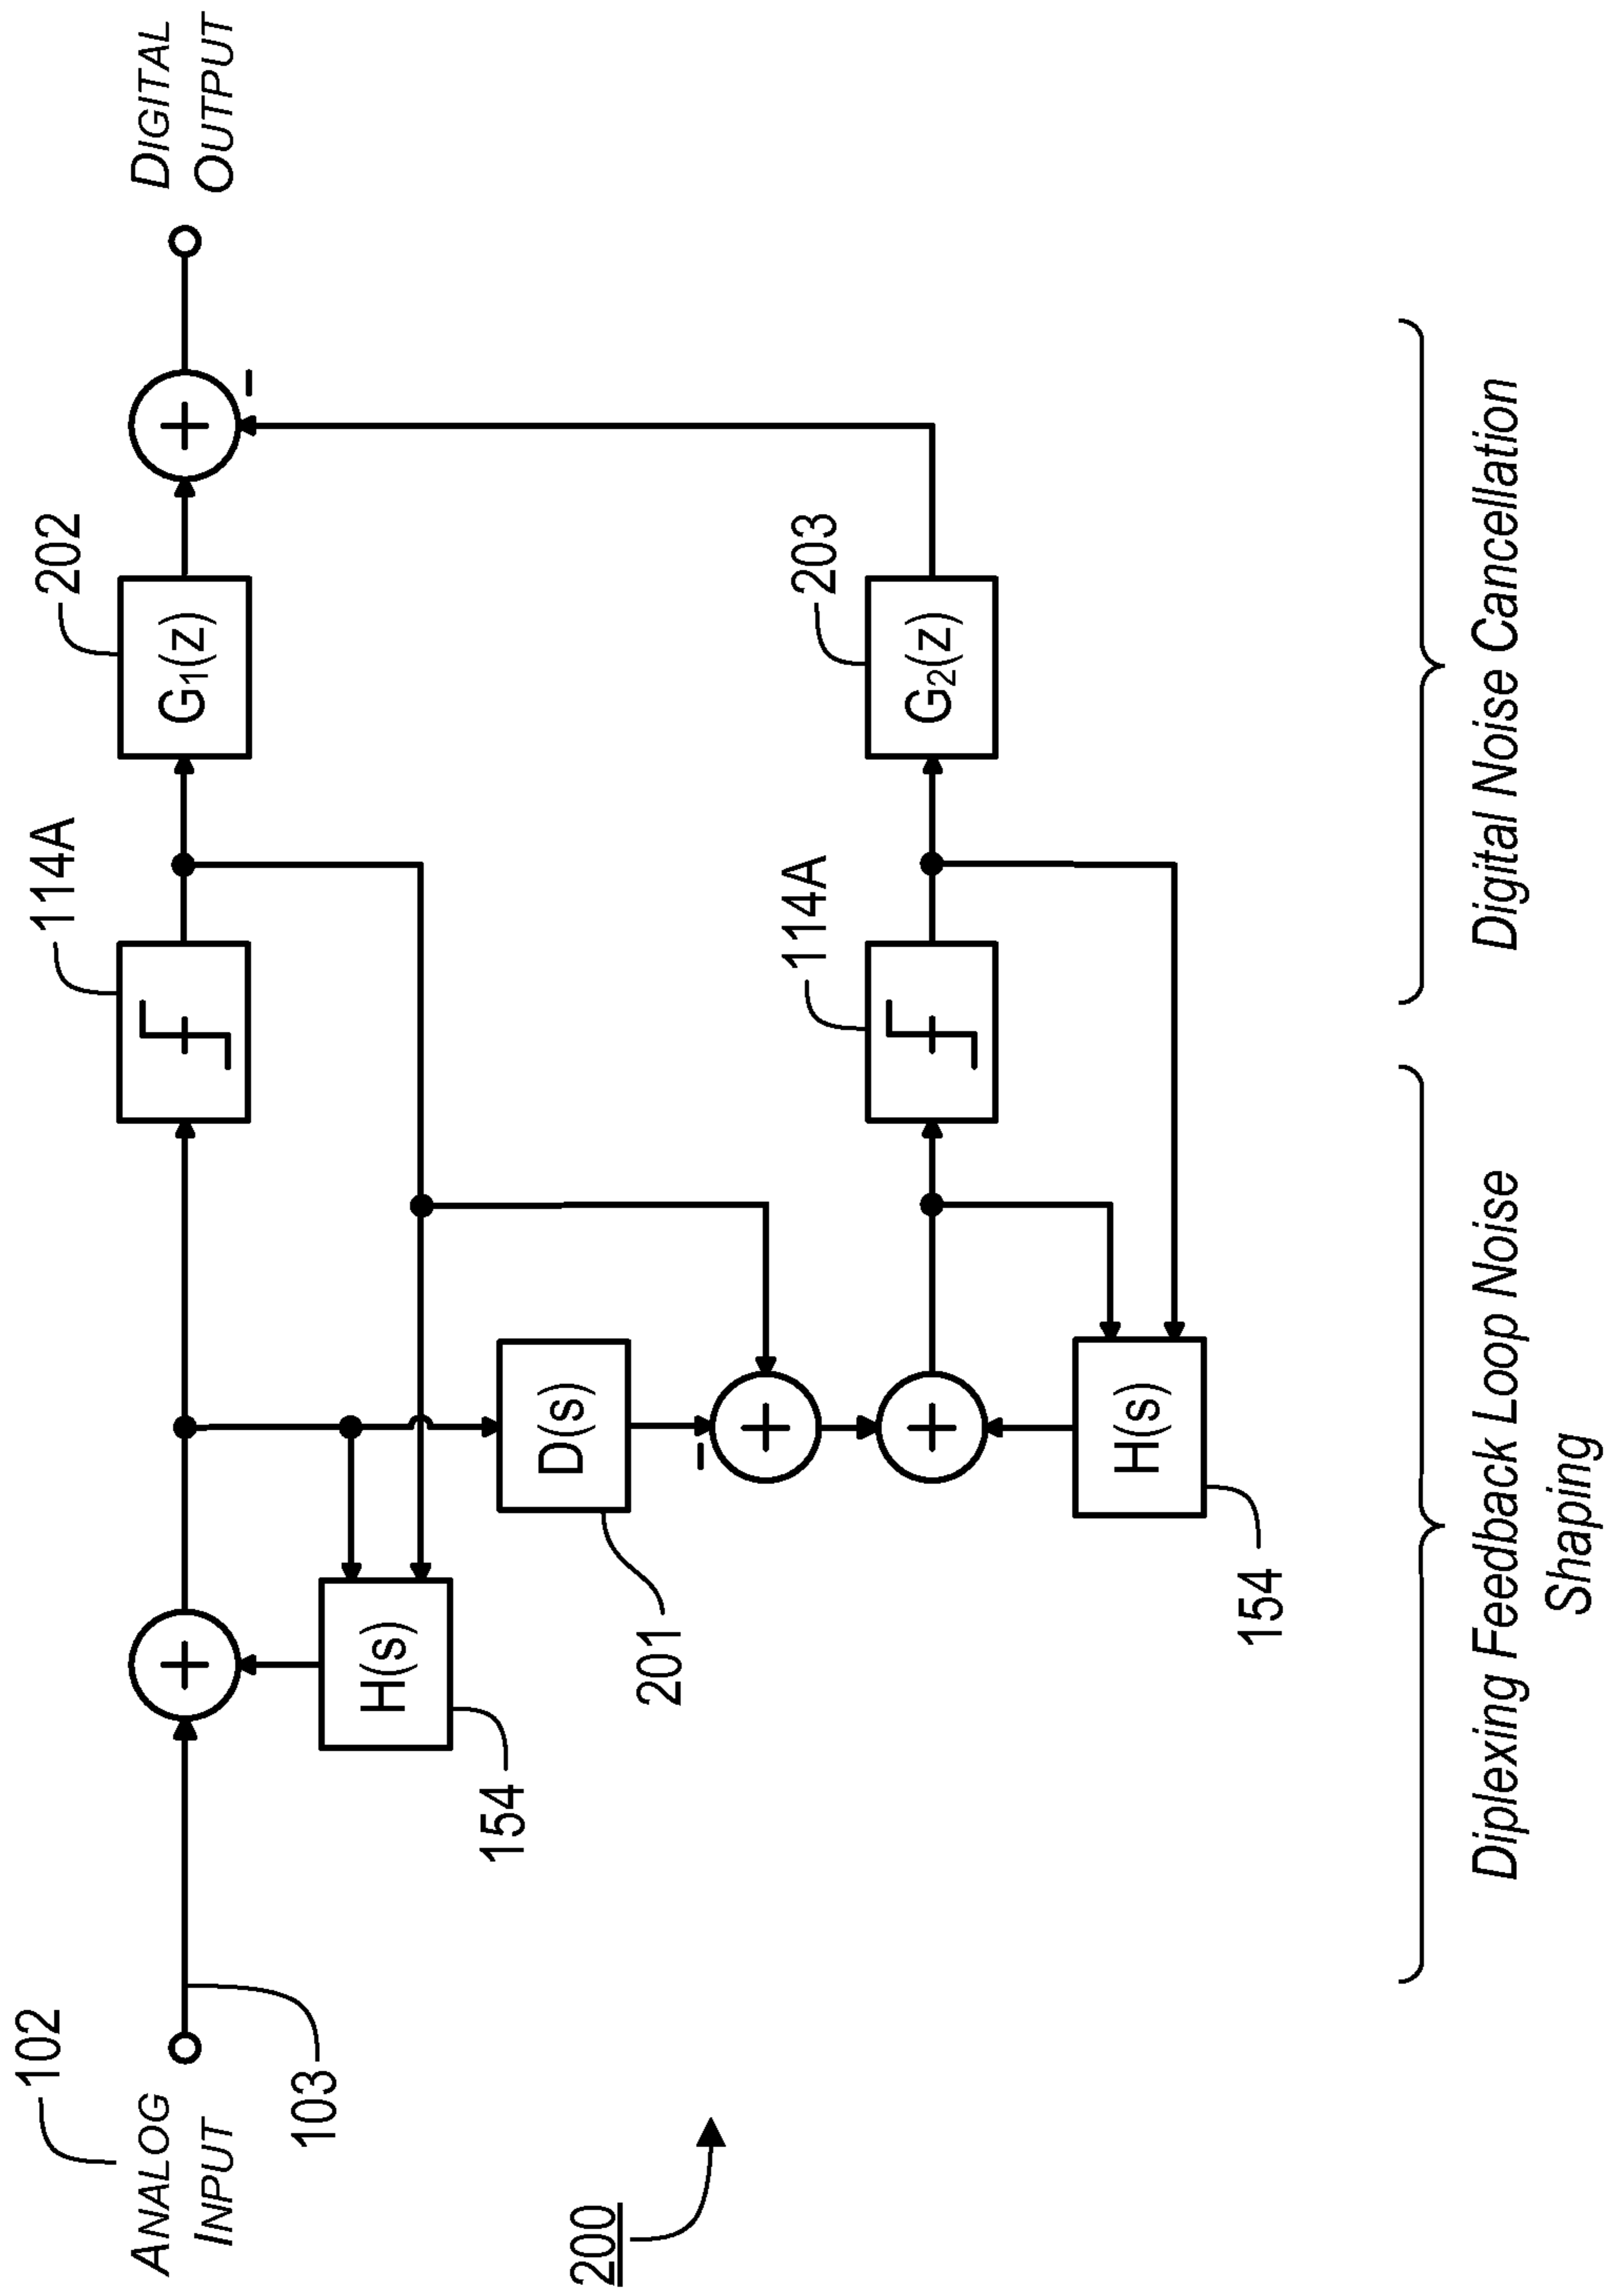 102
ANALOG
INPUT
103
114A
202
DIGITAL
OUTPUT
+
+
G1(z)
H(s)
154
D(s)
201
-
-
+
+
114A
203
G2(z)
H(s)
154
200
Diplexing Feedback Loop Noise
Shaping
Digital Noise Cancellation